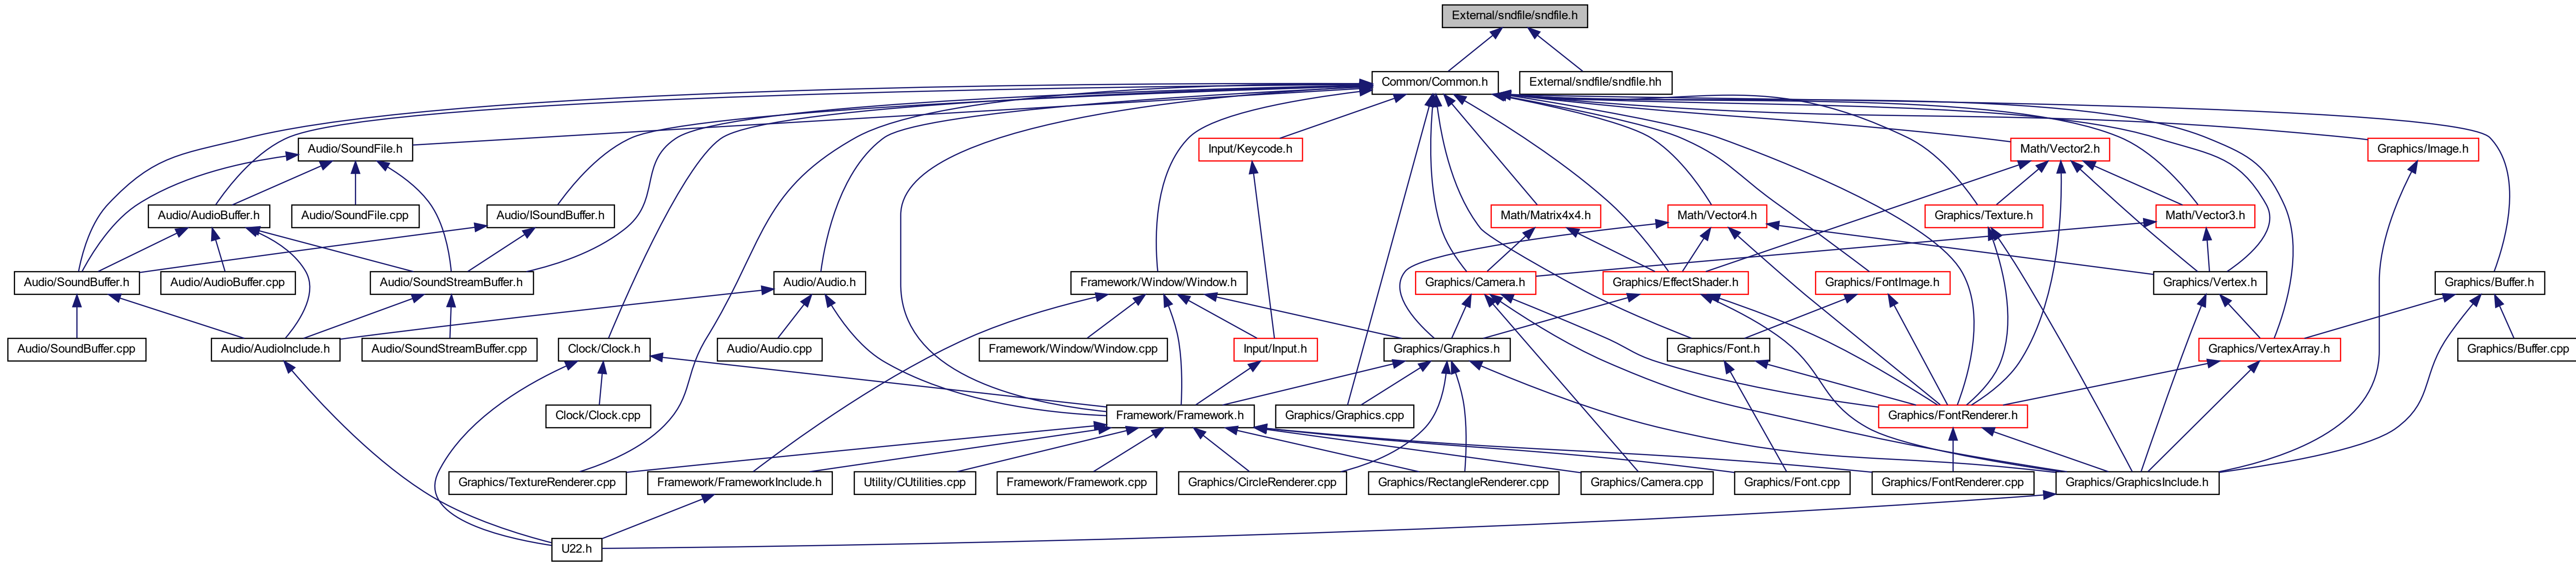 External/sndfile/sndfile.h
Common/Common.h
External/sndfile/sndfile.hh
Audio/SoundFile.h
Input/Keycode.h
Math/Vector2.h
Graphics/Image.h
Audio/AudioBuffer.h
Audio/SoundFile.cpp
Audio/ISoundBuffer.h
Math/Matrix4x4.h
Math/Vector4.h
Graphics/Texture.h
Math/Vector3.h
Audio/SoundBuffer.h
Audio/AudioBuffer.cpp
Audio/SoundStreamBuffer.h
Audio/Audio.h
Framework/Window/Window.h
Graphics/Camera.h
Graphics/EffectShader.h
Graphics/FontImage.h
Graphics/Vertex.h
Graphics/Buffer.h
Audio/SoundBuffer.cpp
Audio/AudioInclude.h
Audio/SoundStreamBuffer.cpp
Clock/Clock.h
Audio/Audio.cpp
Framework/Window/Window.cpp
Input/Input.h
Graphics/Graphics.h
Graphics/Font.h
Graphics/VertexArray.h
Graphics/Buffer.cpp
Clock/Clock.cpp
Framework/Framework.h
Graphics/Graphics.cpp
Graphics/FontRenderer.h
Graphics/TextureRenderer.cpp
Framework/FrameworkInclude.h
Utility/CUtilities.cpp
Framework/Framework.cpp
Graphics/CircleRenderer.cpp
Graphics/RectangleRenderer.cpp
Graphics/Camera.cpp
Graphics/Font.cpp
Graphics/FontRenderer.cpp
Graphics/GraphicsInclude.h
U22.h